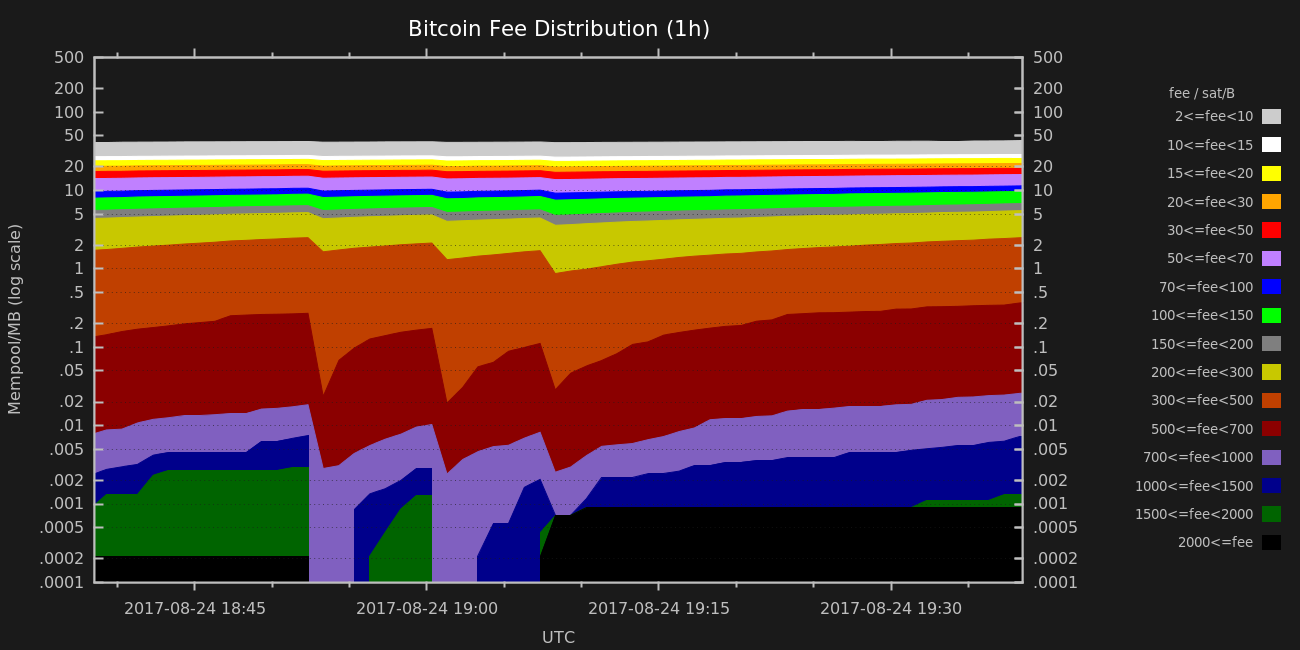 Bitcoin Fee Distribution (1h)
Mempool/MB (log scale)
500
200
100
50
20
10
5
2
1
.5
.2
.1
.05
.02
.01
.005
.002
.001
.0005
.0002
.0001
500
200
100
50
20
10
5
2
1
.5
.2
.1
.05
.02
.01
.005
.002
.001
.0005
.0002
.0001
2017-08-24 18:45
2017-08-24 19:00
2017-08-24 19:15
2017-08-24 19:30
UTC
fee / sat/B
2<=fee<10
10<=fee<15
15<=fee<20
20<=fee<30
30<=fee<50
50<=fee<70
70<=fee<100
100<=fee<150
150<=fee<200
200<=fee<300
300<=fee<500
500<=fee<700
700<=fee<1000
1000<=fee<1500
1500<=fee<2000
2000<=fee